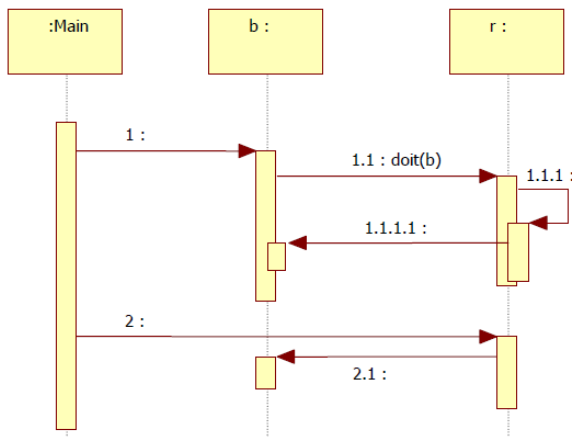 :Main
b :
r :
1 :
1.1 : doit(b)
1.1.1 :
1.1.1.1 :
2 :
2.1 :